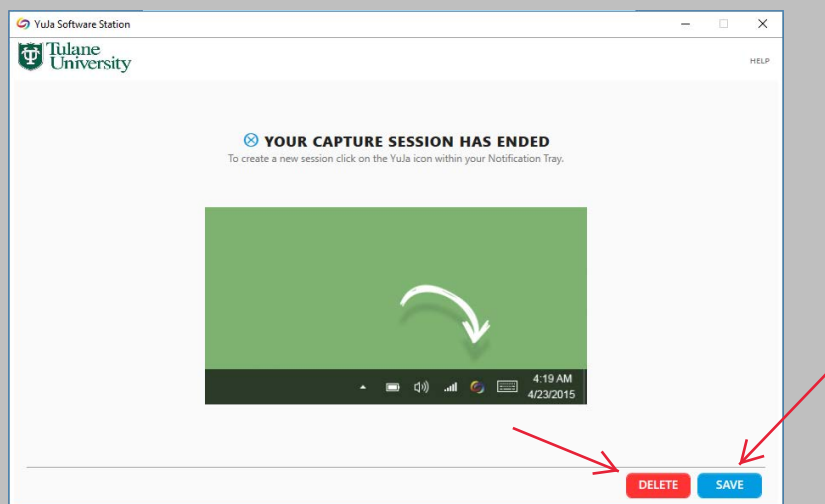 YuJa Software Station
Tulane
University
HELP
YOUR CAPTURE SESSION HAS ENDED
To create a new session click on the YuJa icon within your Notification Tray.
4:19 AM
4/23/2015
DELETE
SAVE